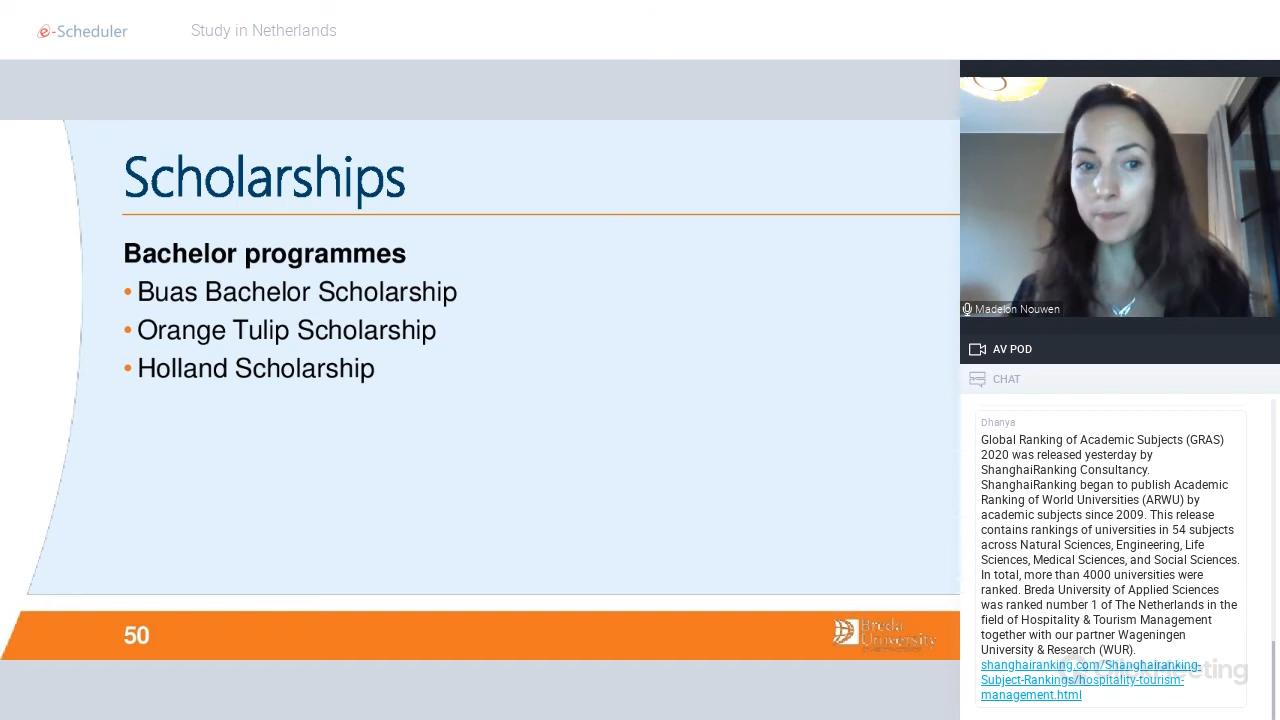 e-Scheduler
Study in Netherlands
Scholarships
Bachelor programmes
• Buas Bachelor Scholarship
• Orange Tulip Scholarship
• Holland Scholarship
50
Breda
University
Madelon Nouwen
AV POD
CHAT
Dhanya
Global Ranking of Academic Subjects (GRAS)
2020 was released yesterday by
ShanghaiRanking Consultancy.
ShanghaiRanking began to publish Academic
Ranking of World Universities (ARWU) by
academic subjects since 2009. This release
contains rankings of universities in 54 subjects
across Natural Sciences, Engineering, Life
Sciences, Medical Sciences, and Social Sciences.
In total, more than 4000 universities were
ranked. Breda University of Applied Sciences
was ranked number 1 of The Netherlands in the
field of Hospitality & Tourism Management
together with our partner Wageningen
University & Research (WUR).
shanghairanking.com/Shanghairanking-
Subject-Rankings/hospitality-tourism-
management.html
ClickMeeting